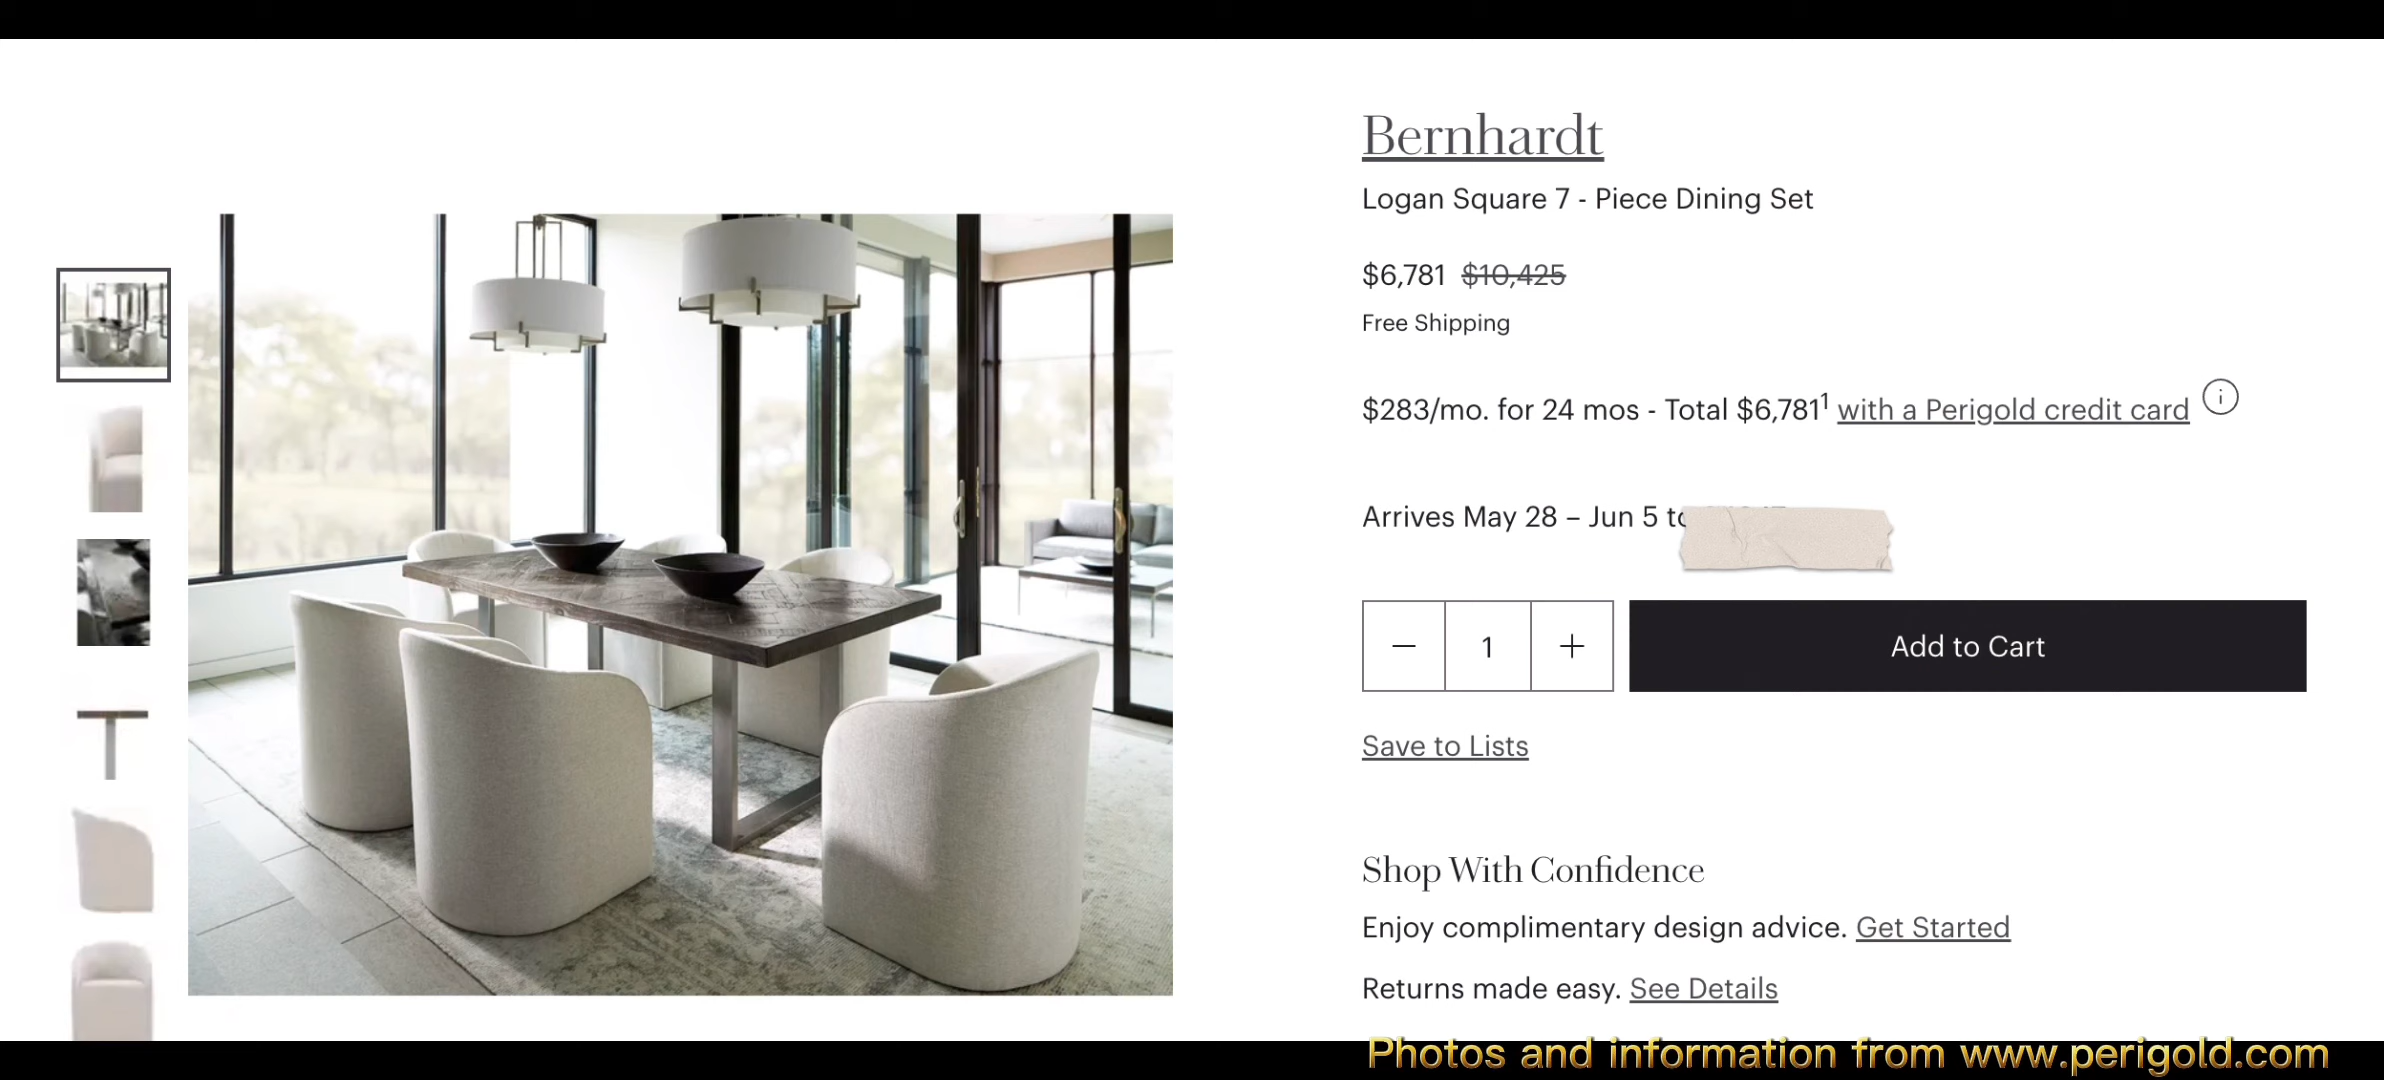 Bernhardt
Logan Square 7 - Piece Dining Set
$6,781 $10,425
Free Shipping
$283/mo. for 24 mos - Total $6,781¹ with a Perigold credit card i
Arrives May 28 – Jun 5 to
− 1 + Add to Cart
Save to Lists
Shop With Confidence
Enjoy complimentary design advice. Get Started
Returns made easy. See Details
Photos and information from www.perigold.com